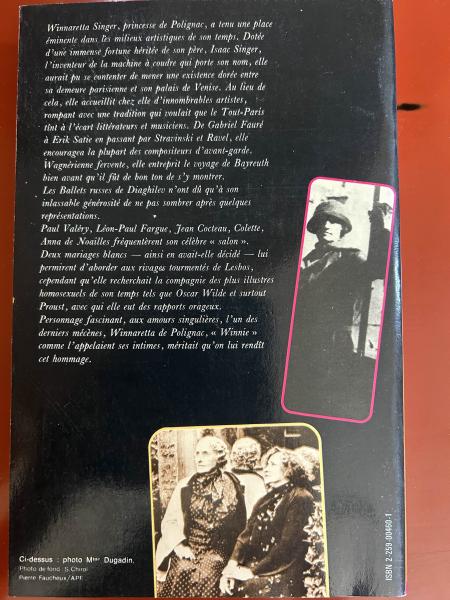 Winnaretta Singer, princesse de Polignac, a tenu une place
éminente dans les milieux artistiques de son temps. Dotée
d'une immense fortune héritée de son père, Isaac Singer,
l'inventeur de la machine à coudre qui porte son nom, elle
aurait pu se contenter de mener une existence dorée entre
sa demeure parisienne et son palais de Venise. Au lieu de
cela, elle accueillit chez elle d'innombrables artistes,
rompant avec une tradition qui voulait que le Tout-Paris
tînt à l'écart littérateurs et musiciens. De Gabriel Fauré
à Erik Satie en passant par Stravinski et Ravel, elle
encouragea la plupart des compositeurs d'avant-garde.
Wagnérienne fervente, elle entreprit le voyage de Bayreuth
bien avant qu'il fût de bon ton de s'y montrer.
Les Ballets russes de Diaghilev n'ont dû qu'à son
inlassable générosité de ne pas sombrer après quelques
représentations.
Paul Valéry, Léon-Paul Fargue, Jean Cocteau, Colette,
Anna de Noailles fréquentèrent son célèbre « salon ».
Deux mariages blancs — ainsi en avait-elle décidé — lui
permirent d'aborder aux rivages tourmentés de Lesbos,
cependant qu'elle recherchait la compagnie des plus illustres
homosexuels de son temps tels que Oscar Wilde et surtout
Proust, avec qui elle eut des rapports orageux.
Personnage fascinant, aux amours singulières, l'un des
derniers mécènes, Winnaretta de Polignac, « Winnie »
comme l'appelaient ses intimes, méritait qu'on lui rendît
cet hommage.
Ci-dessus : photo Mme Dugadin.
Photo de fond : S. Chirol
Pierre Faucheux/APF
ISBN 2-259-00460-1